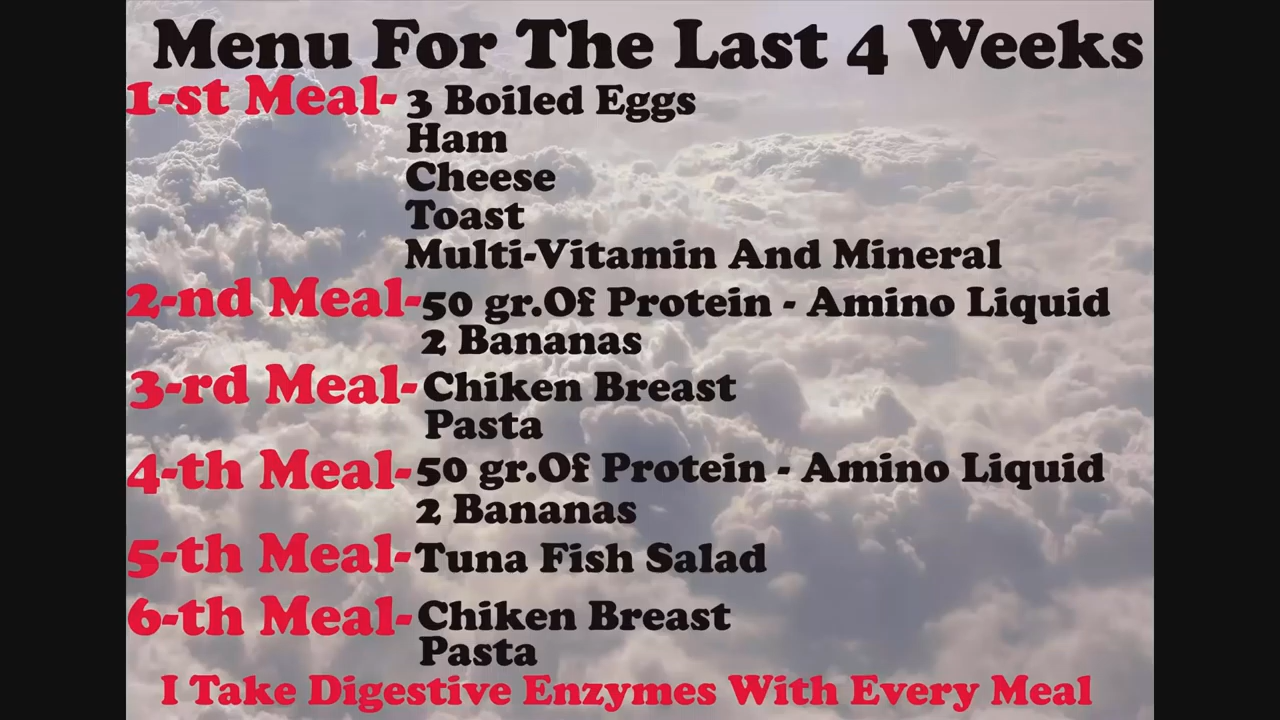 Menu For The Last 4 Weeks
1-st Meal- 3 Boiled Eggs
Ham
Cheese
Toast
Multi-Vitamin And Mineral
2-nd Meal-50 gr.Of Protein - Amino Liquid
2 Bananas
3-rd Meal-Chiken Breast
Pasta
4-th Meal-50 gr.Of Protein - Amino Liquid
2 Bananas
5-th Meal-Tuna Fish Salad
6-th Meal-Chiken Breast
Pasta
I Take Digestive Enzymes With Every Meal